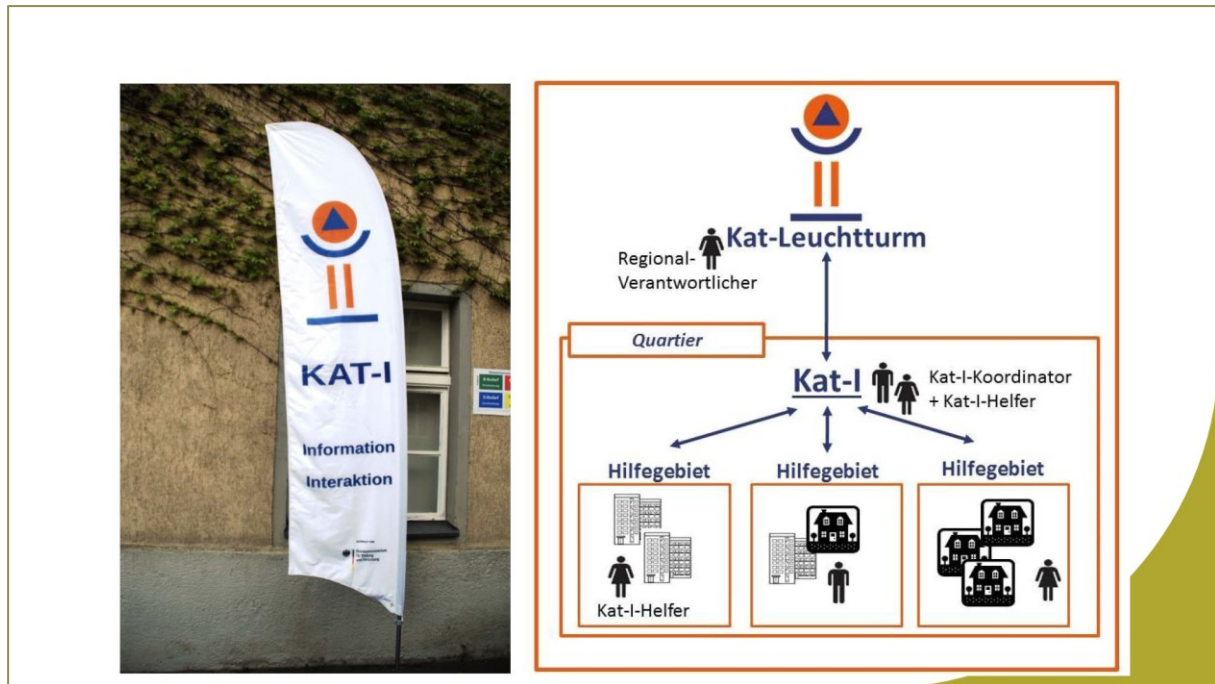 KAT-I
Information
Interaktion
Kat-Leuchtturm
Regional-
Verantwortlicher
Quartier
Kat-I
Kat-I-Koordinator
+ Kat-I-Helfer
Hilfegebiet
Hilfegebiet
Hilfegebiet
Kat-I-Helfer